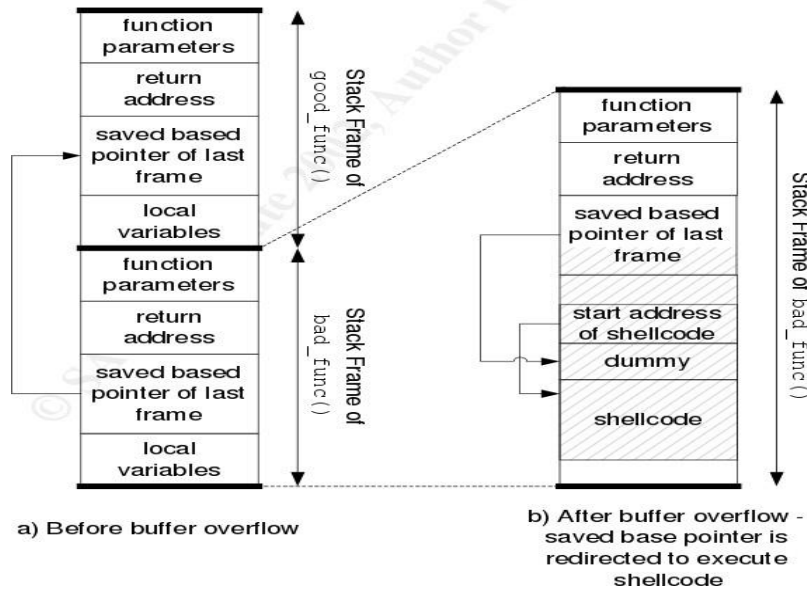 function
parameters
return
address
saved based
pointer of last
frame
local
variables
function
parameters
return
address
saved based
pointer of last
frame
local
variables
Stack Frame of
good_func()
Stack Frame of
bad_func()
a) Before buffer overflow
function
parameters
return
address
saved based
pointer of last
frame
start address
of shellcode
dummy
shellcode
Stack Frame of bad_func()
b) After buffer overflow -
saved base pointer is
redirected to execute
shellcode